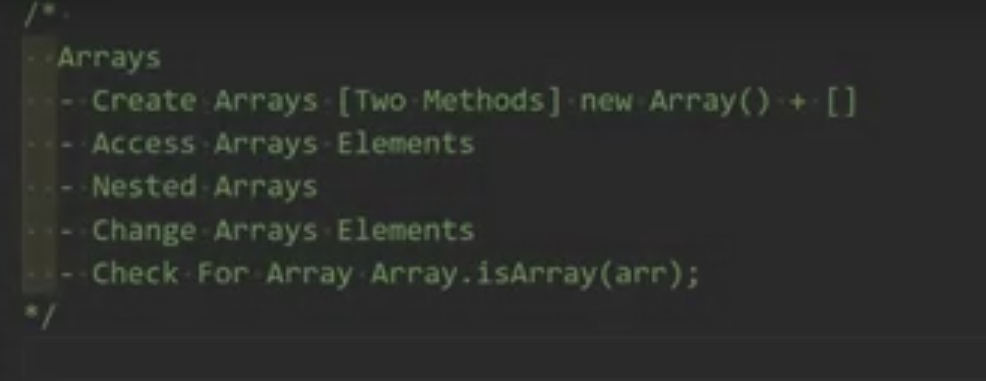 /*
Arrays
- Create Arrays [Two Methods] new Array() + []
- Access Arrays Elements
- Nested Arrays
- Change Arrays Elements
- Check For Array Array.isArray(arr);
*/